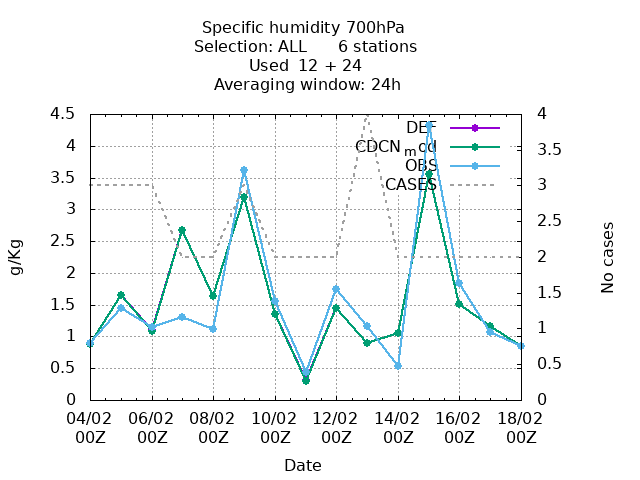 Specific humidity 700hPa
Selection: ALL 6 stations
Used 12 + 24
Averaging window: 24h
g/Kg
No cases
4.5
4
3.5
3
2.5
2
1.5
1
0.5
0
4
3.5
3
2.5
2
1.5
1
0.5
0
DEF
CDCN_mod
OBS
CASES
04/02 06/02 08/02 10/02 12/02 14/02 16/02 18/02
00Z 00Z 00Z 00Z 00Z 00Z 00Z 00Z
Date